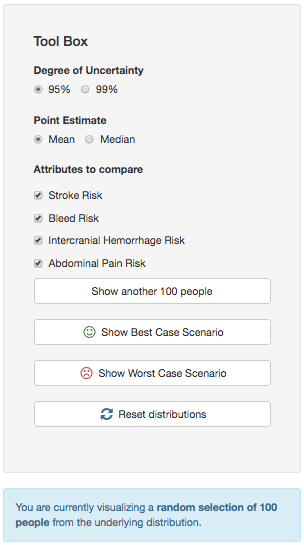 Tool Box
Degree of Uncertainty
95% 99%
Point Estimate
Mean Median
Attributes to compare
Stroke Risk
Bleed Risk
Intercranial Hemorrhage Risk
Abdominal Pain Risk
Show another 100 people
Show Best Case Scenario
Show Worst Case Scenario
Reset distributions
You are currently visualizing a random selection of 100
people from the underlying distribution.